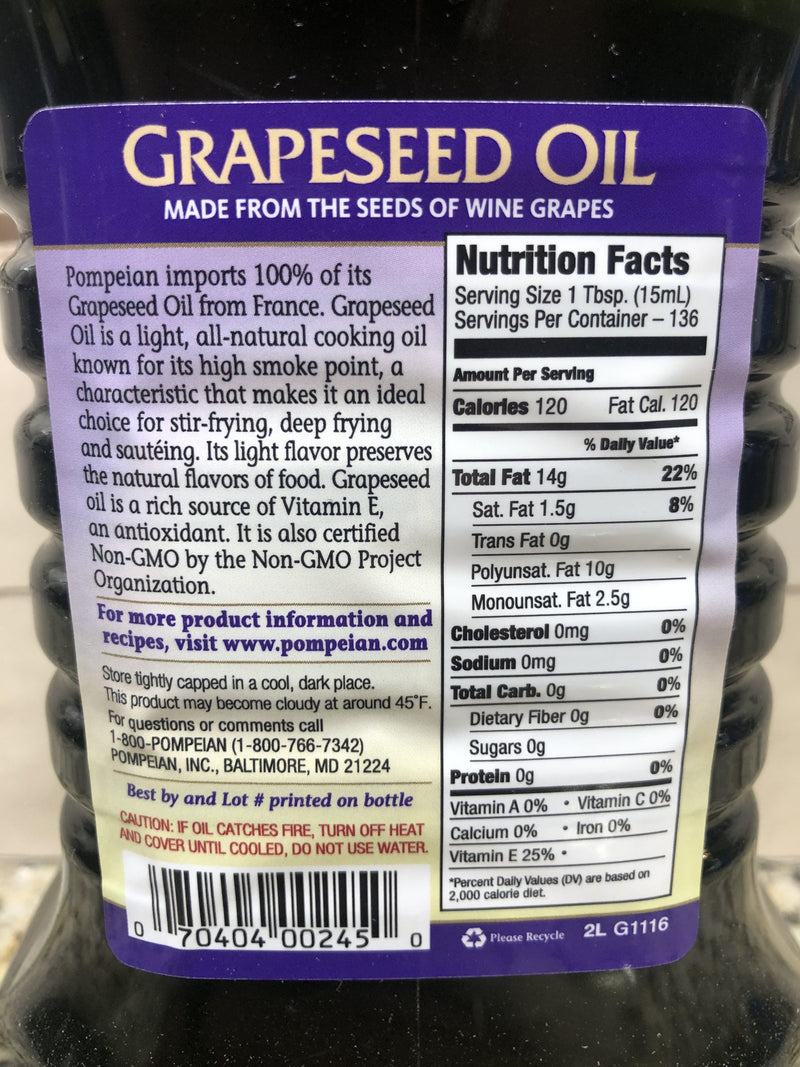 GRAPESEED OIL
MADE FROM THE SEEDS OF WINE GRAPES
Pompeian imports 100% of its
Grapeseed Oil from France. Grapeseed
Oil is a light, all-natural cooking oil
known for its high smoke point, a
characteristic that makes it an ideal
choice for stir-frying, deep frying
and sautéing. Its light flavor preserves
the natural flavors of food. Grapeseed
oil is a rich source of Vitamin E,
an antioxidant. It is also certified
Non-GMO by the Non-GMO Project
Organization.
For more product information and
recipes, visit www.pompeian.com
Store tightly capped in a cool, dark place.
This product may become cloudy at around 45°F.
For questions or comments call
1-800-POMPEIAN (1-800-766-7342)
POMPEIAN, INC., BALTIMORE, MD 21224
Best by and Lot # printed on bottle
CAUTION: IF OIL CATCHES FIRE, TURN OFF HEAT
AND COVER UNTIL COOLED, DO NOT USE WATER.
0 70404 00245 0
Nutrition Facts
Serving Size 1 Tbsp. (15mL)
Servings Per Container – 136
Amount Per Serving
Calories 120 Fat Cal. 120
% Daily Value*
Total Fat 14g 22%
Sat. Fat 1.5g 8%
Trans Fat 0g
Polyunsat. Fat 10g
Monounsat. Fat 2.5g
Cholesterol 0mg 0%
Sodium 0mg 0%
Total Carb. 0g 0%
Dietary Fiber 0g 0%
Sugars 0g
Protein 0g 0%
Vitamin A 0% • Vitamin C 0%
Calcium 0% • Iron 0%
Vitamin E 25% •
*Percent Daily Values (DV) are based on
2,000 calorie diet.
Please Recycle 2L G1116